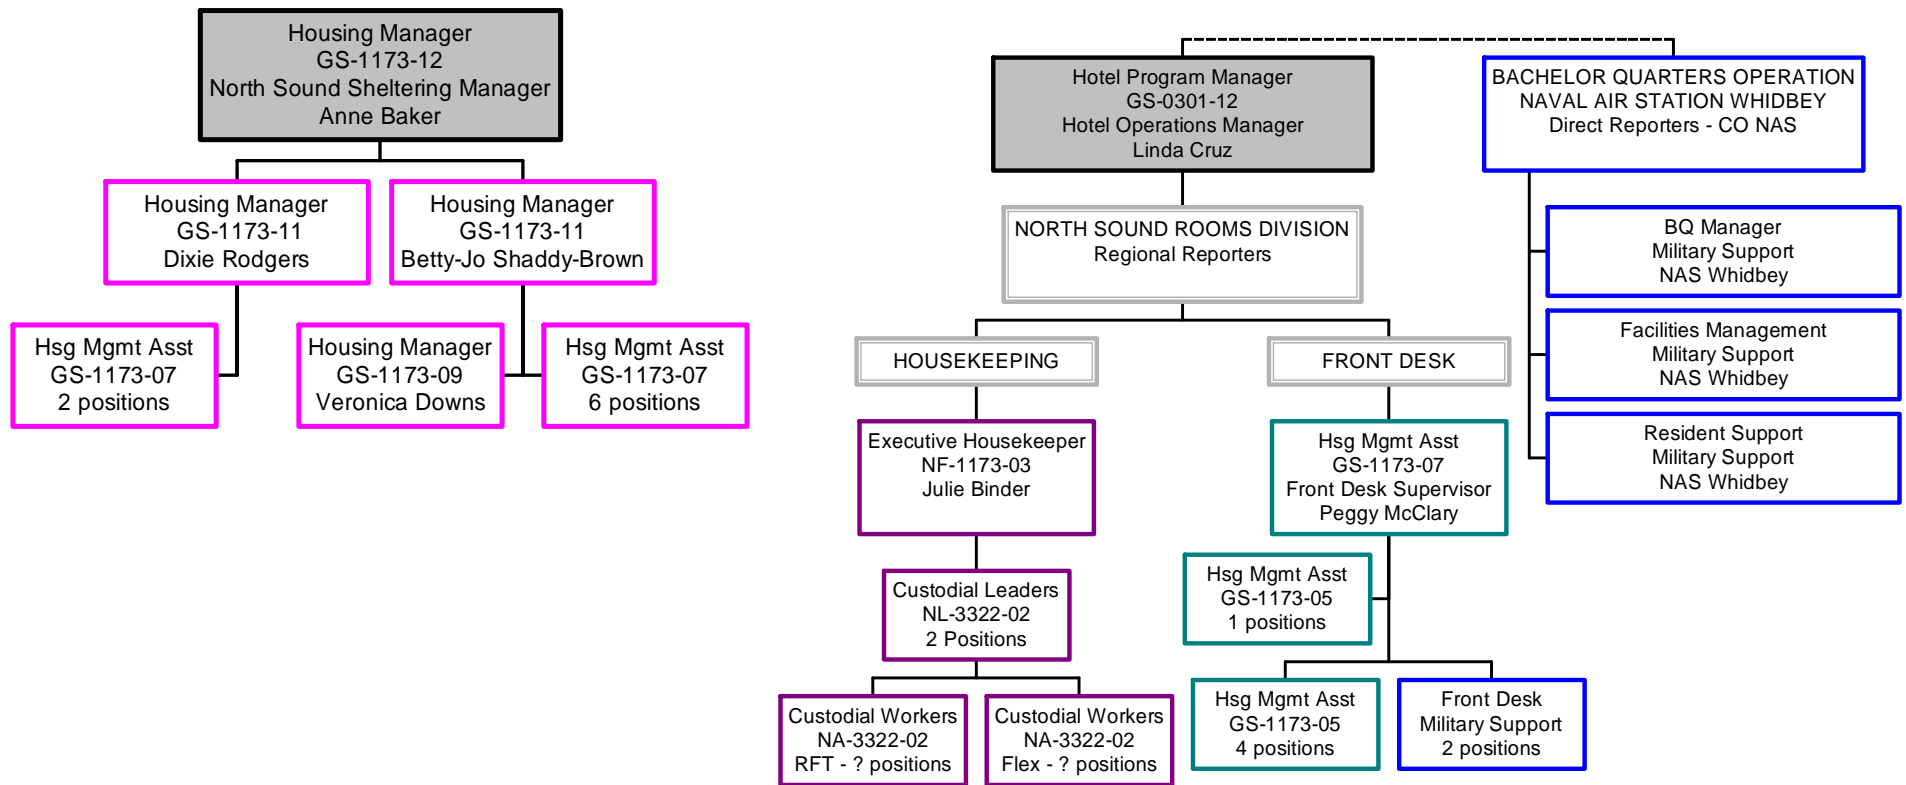 Housing Manager
GS-1173-12
North Sound Sheltering Manager
Anne Baker
Housing Manager
GS-1173-11
Dixie Rodgers
Housing Manager
GS-1173-11
Betty-Jo Shaddy-Brown
Hsg Mgmt Asst
GS-1173-07
2 positions
Housing Manager
GS-1173-09
Veronica Downs
Hsg Mgmt Asst
GS-1173-07
6 positions
Hotel Program Manager
GS-0301-12
Hotel Operations Manager
Linda Cruz
NORTH SOUND ROOMS DIVISION
Regional Reporters
HOUSEKEEPING
FRONT DESK
Executive Housekeeper
NF-1173-03
Julie Binder
Hsg Mgmt Asst
GS-1173-07
Front Desk Supervisor
Peggy McClary
Custodial Leaders
NL-3322-02
2 Positions
Hsg Mgmt Asst
GS-1173-05
1 positions
Custodial Workers
NA-3322-02
RFT - ? positions
Custodial Workers
NA-3322-02
Flex - ? positions
Hsg Mgmt Asst
GS-1173-05
4 positions
Front Desk
Military Support
2 positions
BACHELOR QUARTERS OPERATION
NAVAL AIR STATION WHIDBEY
Direct Reporters - CO NAS
BQ Manager
Military Support
NAS Whidbey
Facilities Management
Military Support
NAS Whidbey
Resident Support
Military Support
NAS Whidbey